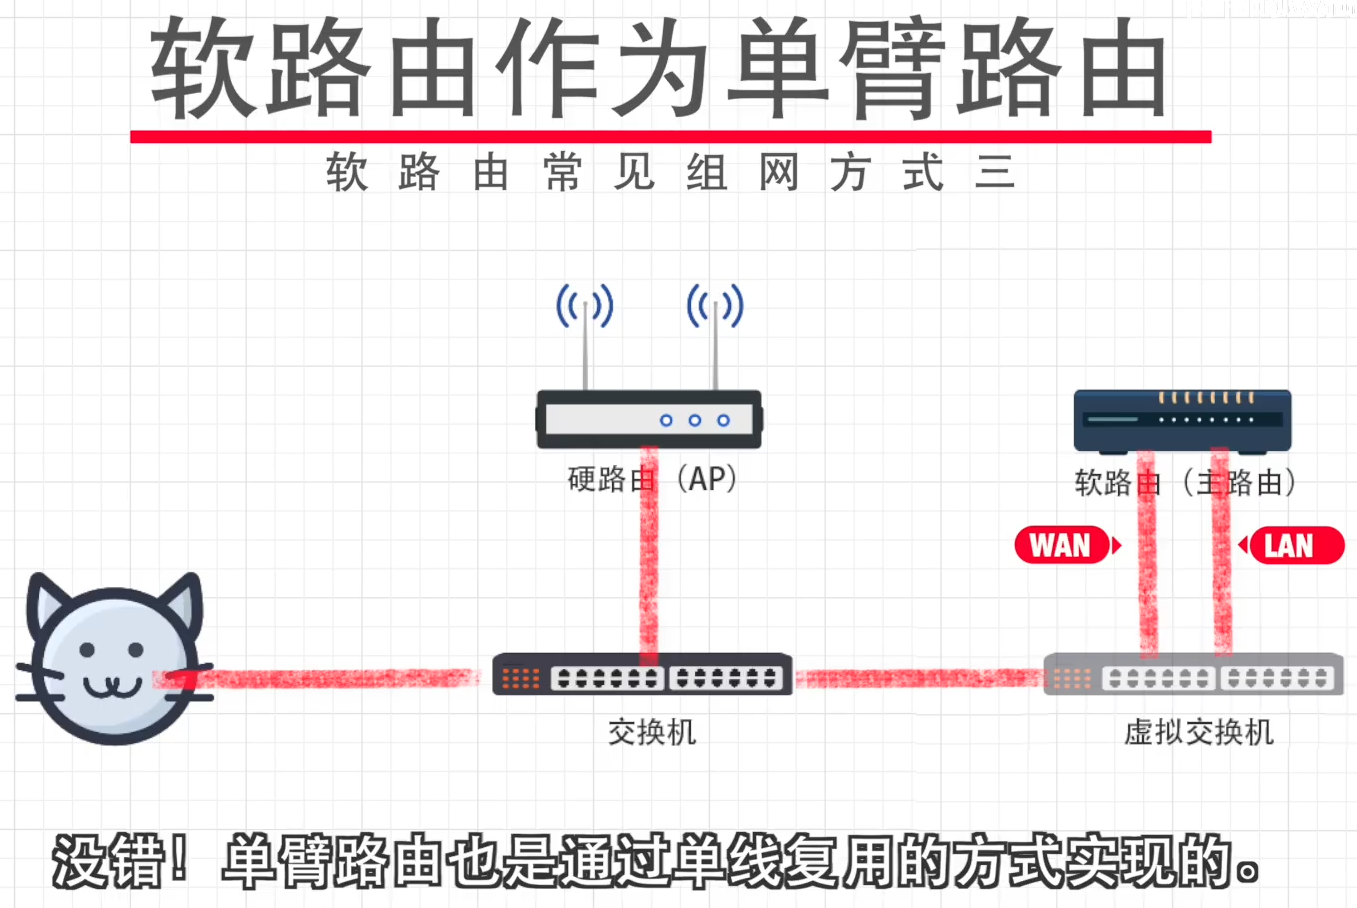 软路由作为单臂路由
软路由常见组网方式三
硬路由（AP）
软路由（主路由）
WAN
LAN
交换机
虚拟交换机
没错！单臂路由也是通过单线复用的方式实现的。